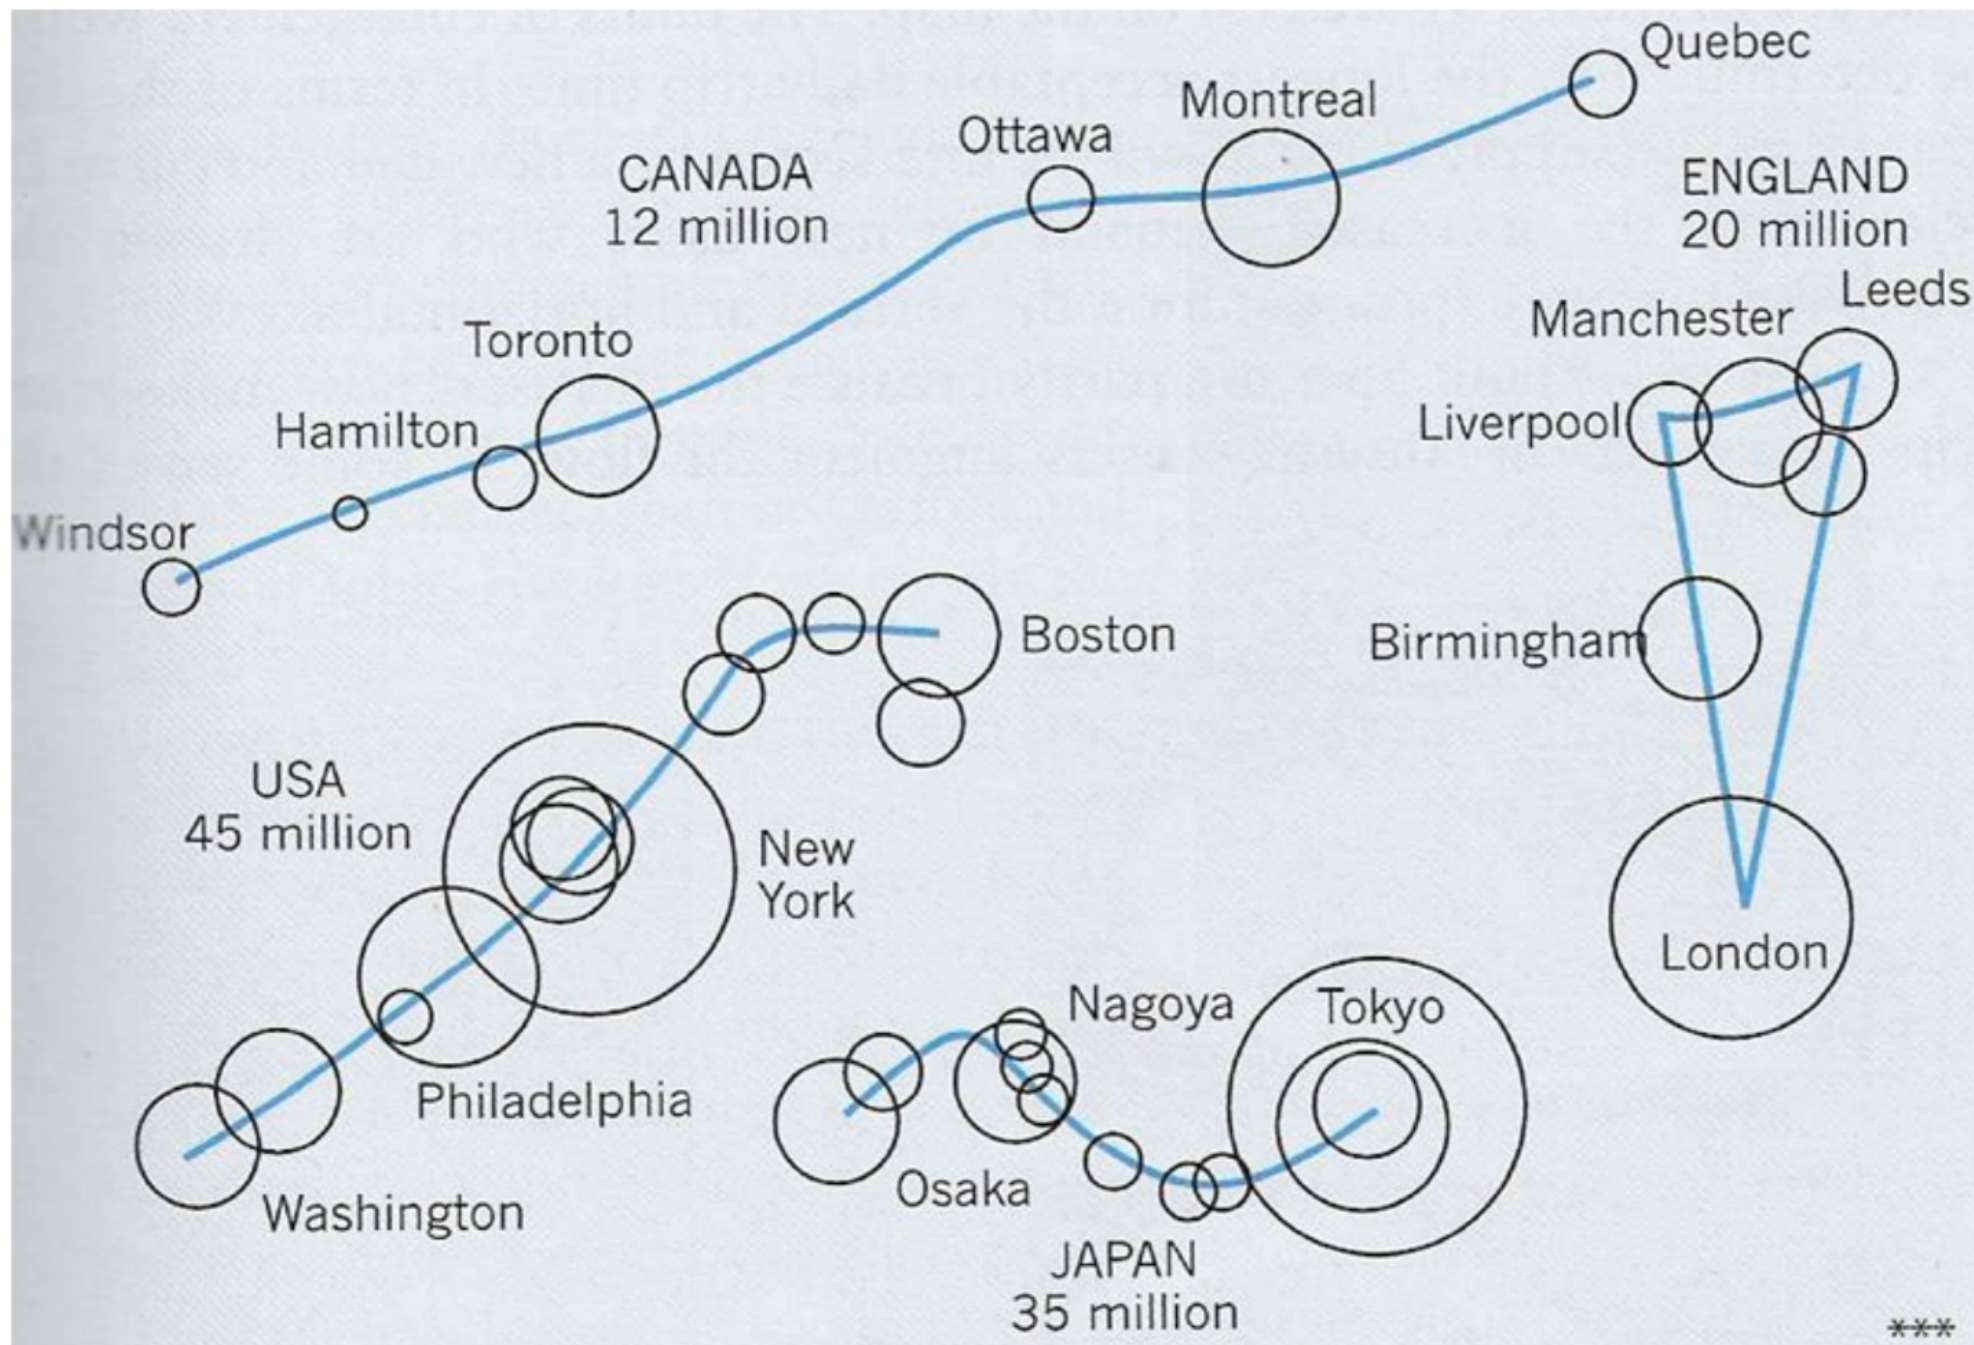 Quebec
Montreal
Ottawa
CANADA
12 million
ENGLAND
20 million
Leeds
Manchester
Toronto
Liverpool
Hamilton
Windsor
Boston
Birmingham
USA
45 million
New
York
London
Nagoya
Tokyo
Philadelphia
Osaka
Washington
JAPAN
35 million
***